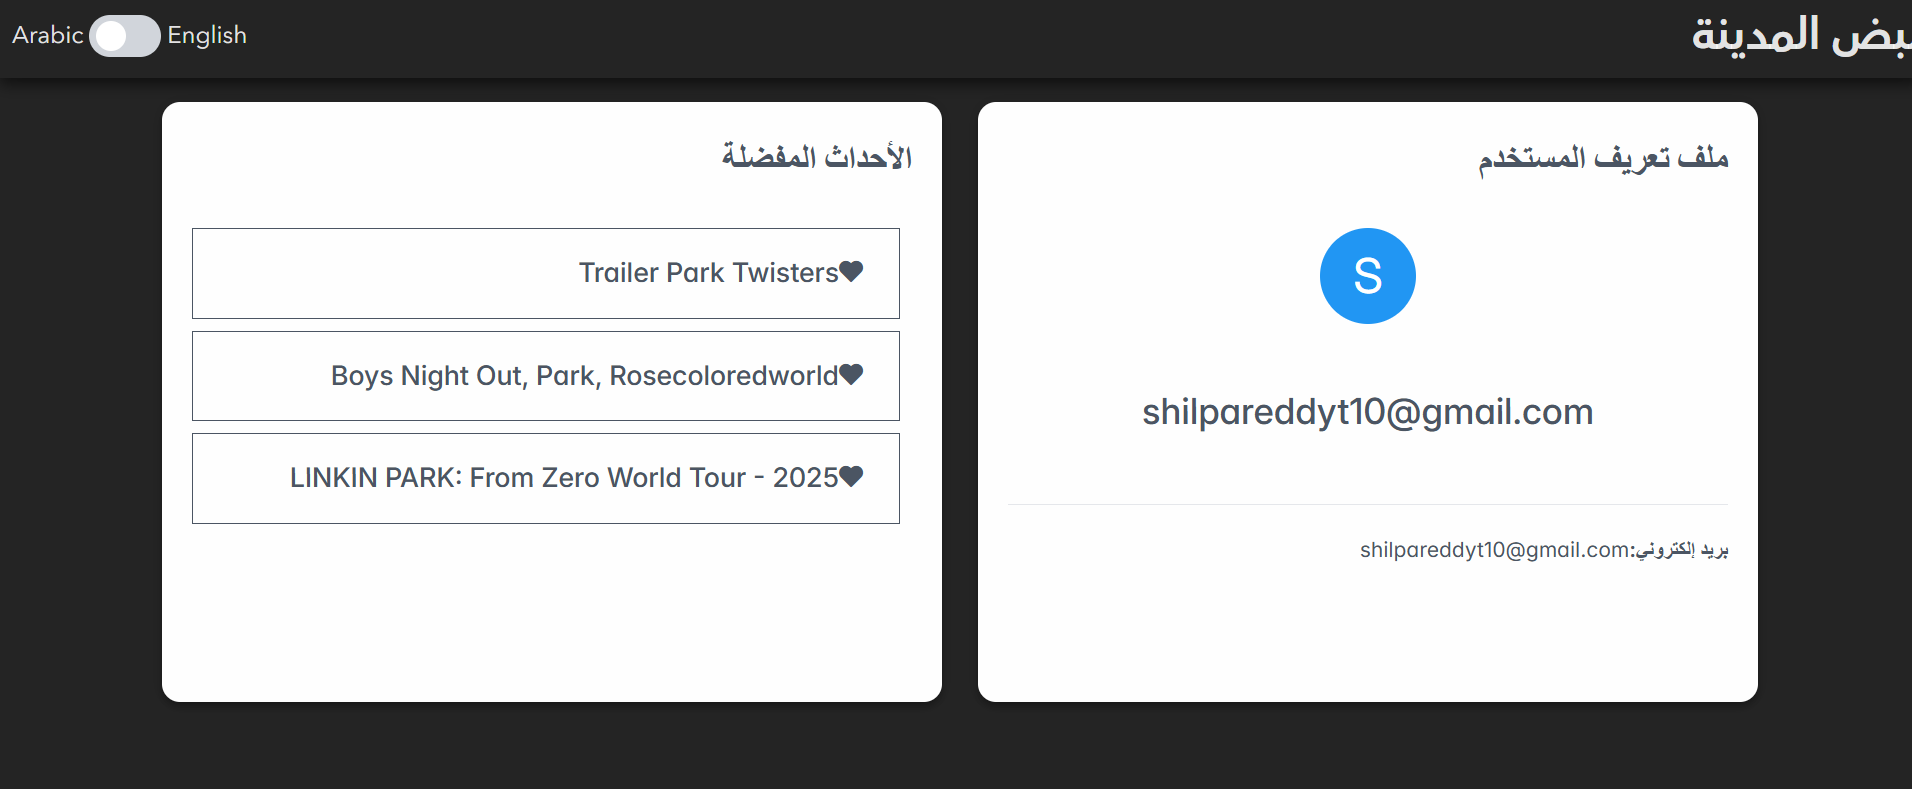 Arabic English
المدينة
ملف تعريف المستخدم
S
shilpareddyt10@gmail.com
بريد إلكتروني:shilpareddyt10@gmail.com
الأحداث المفضلة
Trailer Park Twisters
Boys Night Out, Park, Rosecoloredworld
LINKIN PARK: From Zero World Tour - 2025